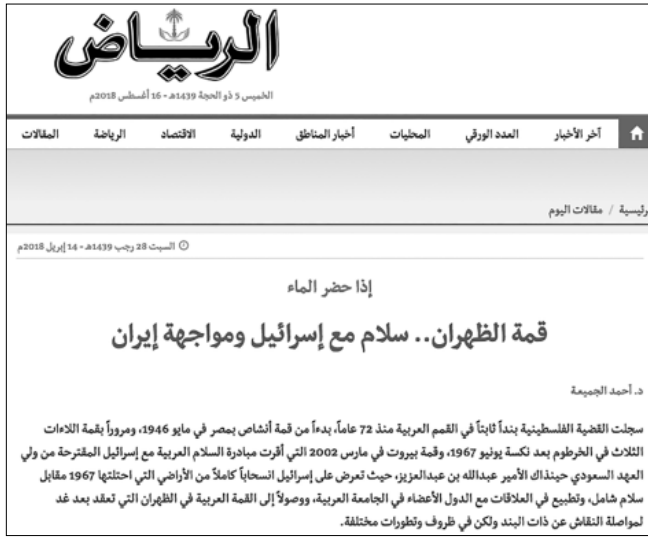 الرياض
الخميس 5 ذو الحجة 1439هـ - 16 أغسطس 2018م
آخر الأخبار العدد الورقي المحليات أخبار المناطق الدولية الاقتصاد الرياضة المقالات
رئيسية / مقالات اليوم
السبت 28 رجب 1439هـ - 14 إبريل 2018م
إذا حضر الماء
قمة الظهران.. سلام مع إسرائيل ومواجهة إيران
د. أحمد الجميعة
سجلت القضية الفلسطينية بنداً ثابتاً في القمم العربية منذ 72 عاماً، بدءاً من قمة أنشاص بمصر في مايو 1946، ومروراً بقمة اللاءات
الثلاث في الخرطوم بعد نكسة يونيو 1967، وقمة بيروت في مارس 2002 التي أقرت مبادرة السلام العربية مع إسرائيل المقترحة من ولي
العهد السعودي حينذاك الأمير عبدالله بن عبدالعزيز، حيث تعرض على إسرائيل انسحاباً كاملاً من الأراضي التي احتلتها 1967 مقابل
سلام شامل، وتطبيع في العلاقات مع الدول الأعضاء في الجامعة العربية، ووصولاً إلى القمة العربية في الظهران التي تعقد بعد غد
لمواصلة النقاش عن ذات البند ولكن في ظروف وتطورات مختلفة.